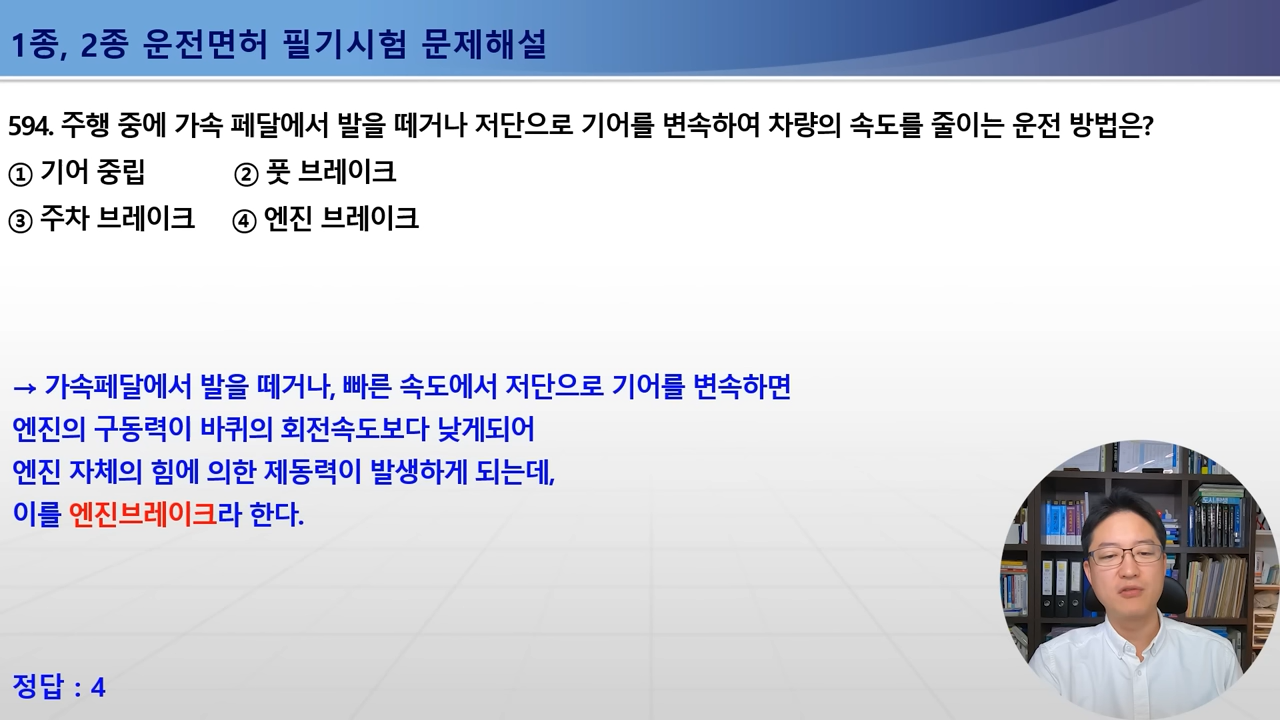 1종, 2종 운전면허 필기시험 문제해설
594. 주행 중에 가속 페달에서 발을 떼거나 저단으로 기어를 변속하여 차량의 속도를 줄이는 운전 방법은?
① 기어 중립 ② 풋 브레이크
③ 주차 브레이크 ④ 엔진 브레이크
→ 가속페달에서 발을 떼거나, 빠른 속도에서 저단으로 기어를 변속하면
엔진의 구동력이 바퀴의 회전속도보다 낮게되어
엔진 자체의 힘에 의한 제동력이 발생하게 되는데,
이를 엔진브레이크라 한다.
정답 : 4